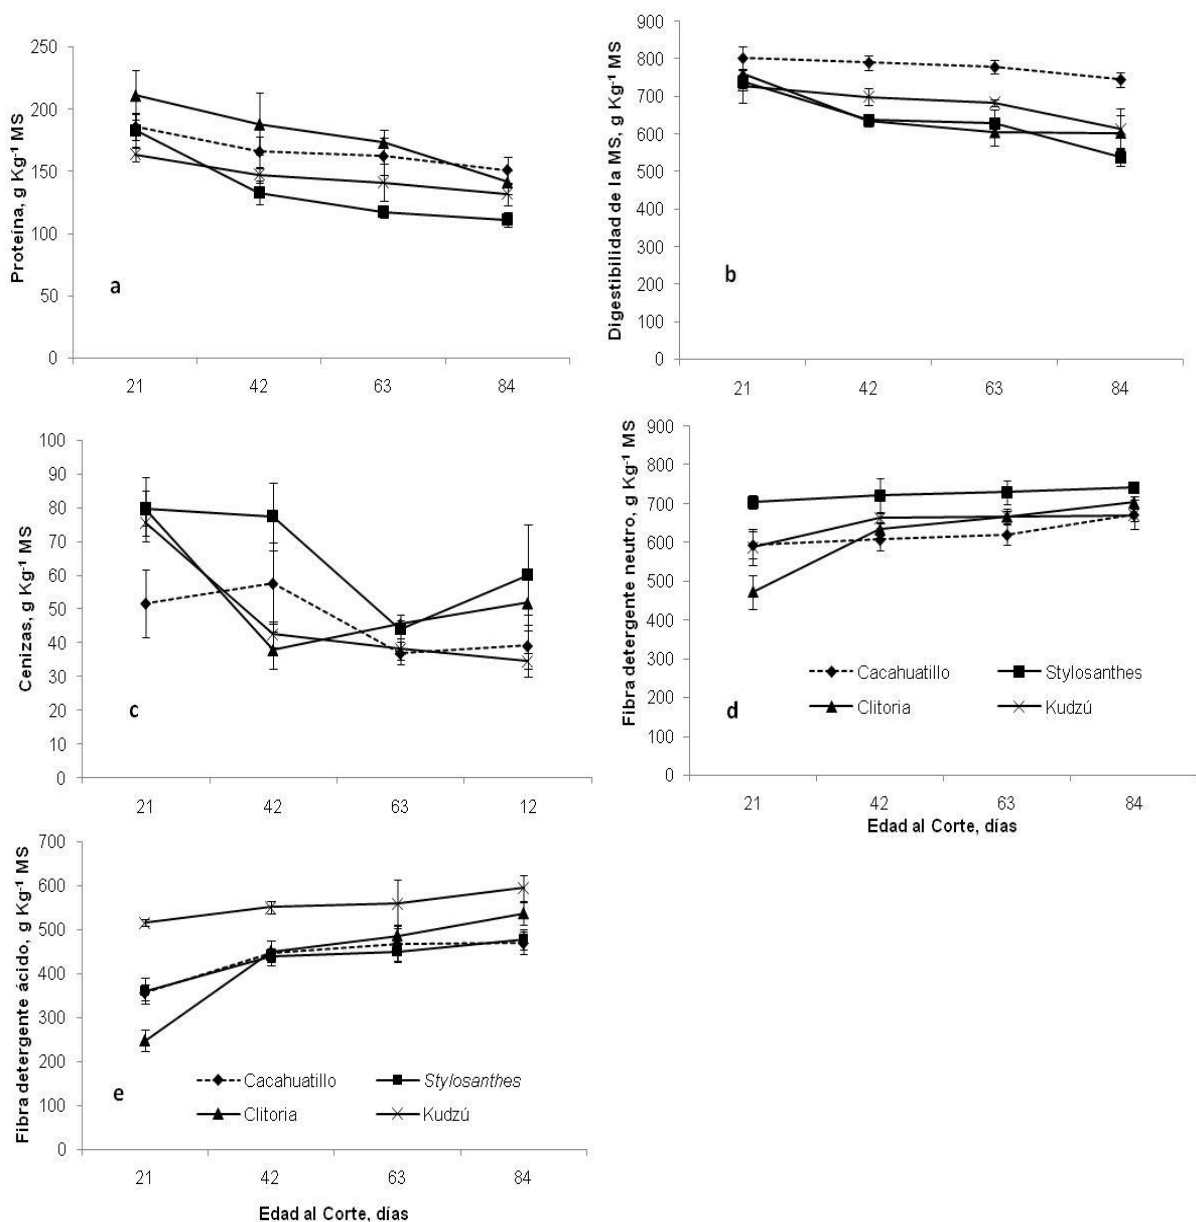 Proteína, g Kg⁻¹ MS
250
200
150
100
50
0
a
21 42 63 84
Digestibilidad de la MS, g Kg⁻¹ MS
900
800
700
600
500
400
300
200
100
0
b
21 42 63 84
Cenizas, g Kg⁻¹ MS
100
90
80
70
60
50
40
30
20
10
0
c
21 42 63 12
Fibra detergente neutro, g Kg⁻¹ MS
900
800
700
600
500
400
300
200
100
0
Cacahuatillo Stylosanthes
Clitoria Kudzú
d
21 42 63 84
Edad al Corte, días
Fibra detergente ácido, g Kg⁻¹ MS
700
600
500
400
300
200
100
0
Cacahuatillo Stylosanthes
Clitoria Kudzú
e
21 42 63 84
Edad al Corte, días